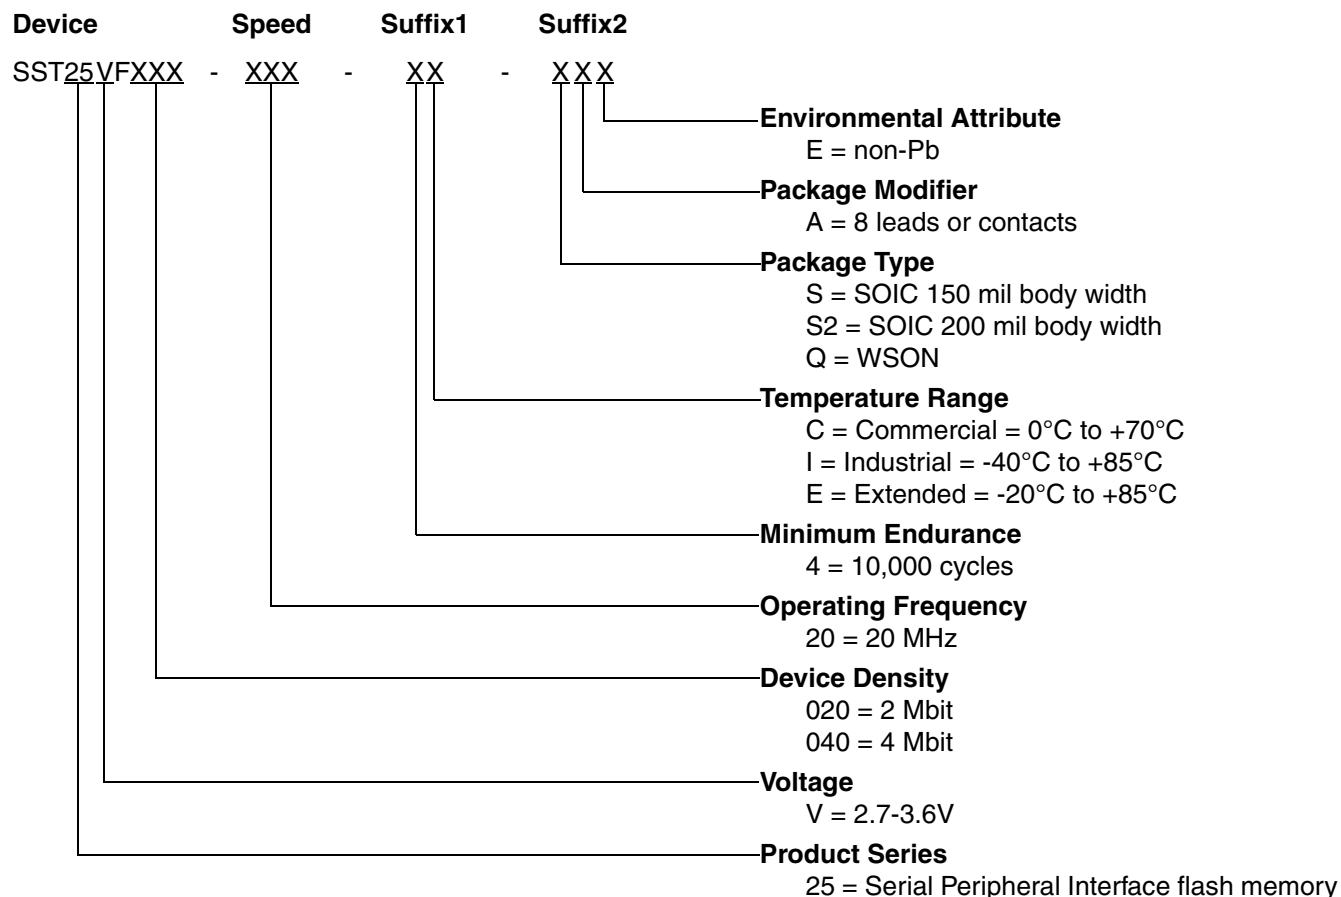 Device Speed Suffix1 Suffix2
SST25VFXXX - XXX - XX - XXX
Environmental Attribute
E = non-Pb
Package Modifier
A = 8 leads or contacts
Package Type
S = SOIC 150 mil body width
S2 = SOIC 200 mil body width
Q = WSON
Temperature Range
C = Commercial = 0°C to +70°C
I = Industrial = -40°C to +85°C
E = Extended = -20°C to +85°C
Minimum Endurance
4 = 10,000 cycles
Operating Frequency
20 = 20 MHz
Device Density
020 = 2 Mbit
040 = 4 Mbit
Voltage
V = 2.7-3.6V
Product Series
25 = Serial Peripheral Interface flash memory